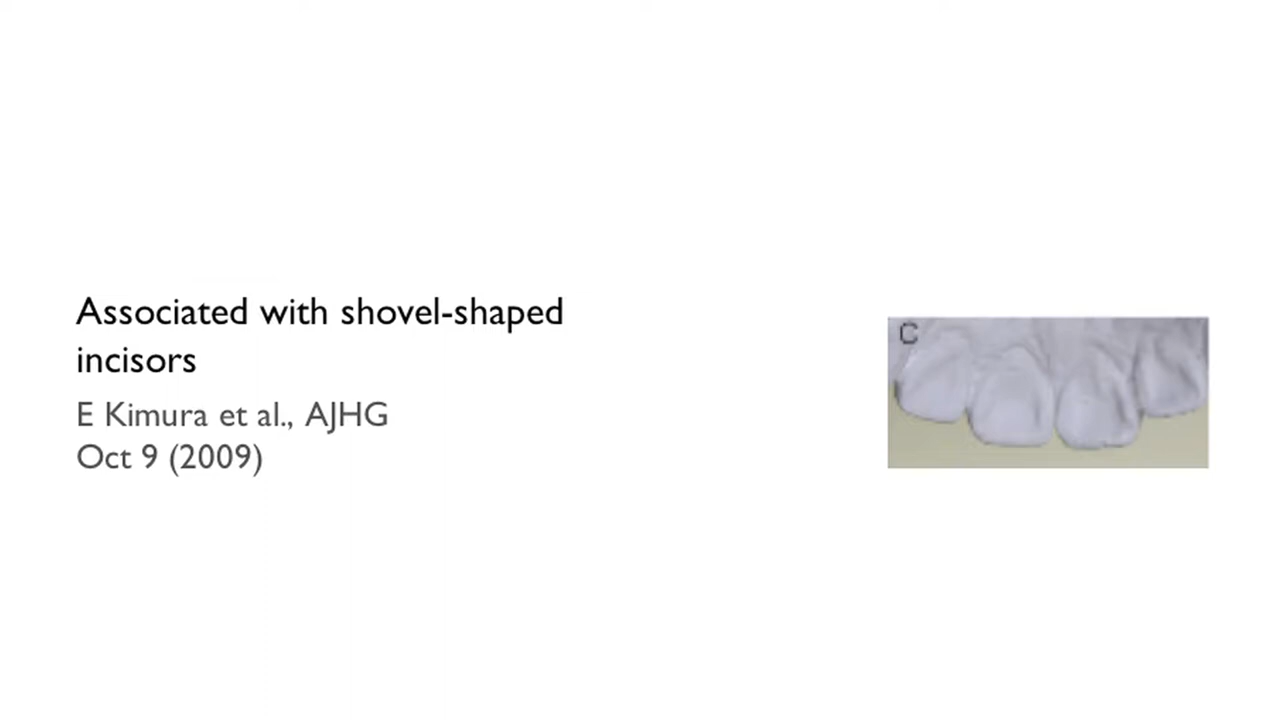 Associated with shovel-shaped
incisors
E Kimura et al., AJHG
Oct 9 (2009)
C